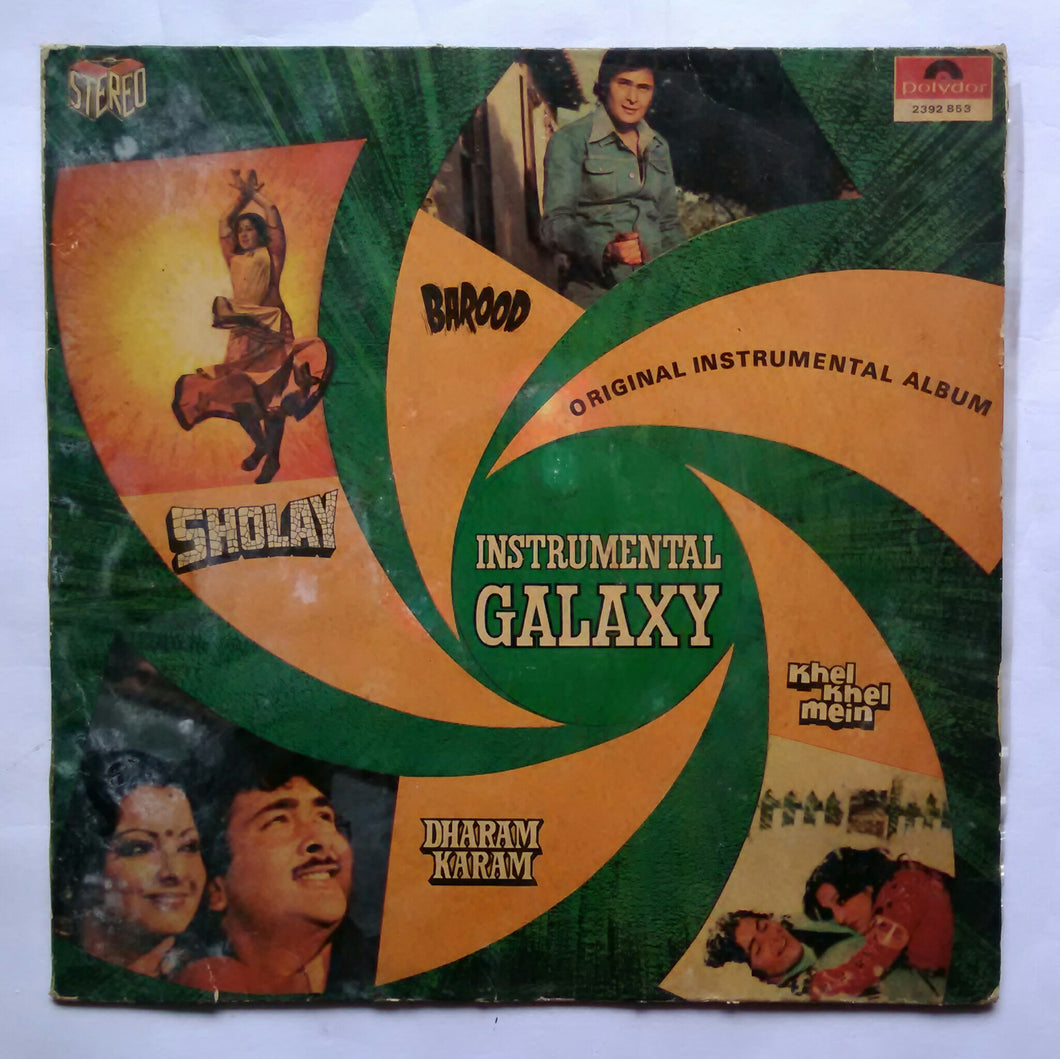 STEREO
Polydor
2392 853
BAROOD
ORIGINAL INSTRUMENTAL ALBUM
SHOLAY
INSTRUMENTAL
GALAXY
Khel
Khel
mein
DHARAM
KARAM